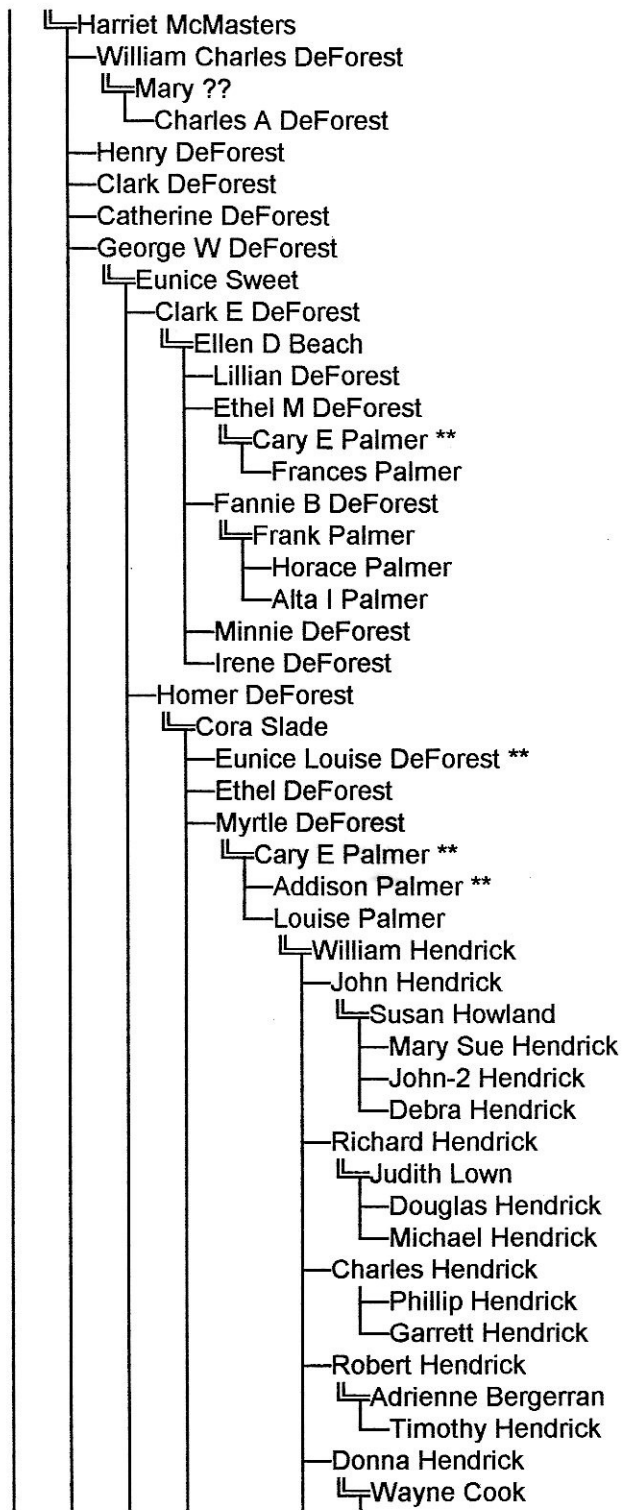 Harriet McMasters
William Charles DeForest
Mary ??
Charles A DeForest
Henry DeForest
Clark DeForest
Catherine DeForest
George W DeForest
Eunice Sweet
Clark E DeForest
Ellen D Beach
Lillian DeForest
Ethel M DeForest
Cary E Palmer **
Frances Palmer
Fannie B DeForest
Frank Palmer
Horace Palmer
Alta I Palmer
Minnie DeForest
Irene DeForest
Homer DeForest
Cora Slade
Eunice Louise DeForest **
Ethel DeForest
Myrtle DeForest
Cary E Palmer **
Addison Palmer **
Louise Palmer
William Hendrick
John Hendrick
Susan Howland
Mary Sue Hendrick
John-2 Hendrick
Debra Hendrick
Richard Hendrick
Judith Lown
Douglas Hendrick
Michael Hendrick
Charles Hendrick
Phillip Hendrick
Garrett Hendrick
Robert Hendrick
Adrienne Bergerran
Timothy Hendrick
Donna Hendrick
Wayne Cook